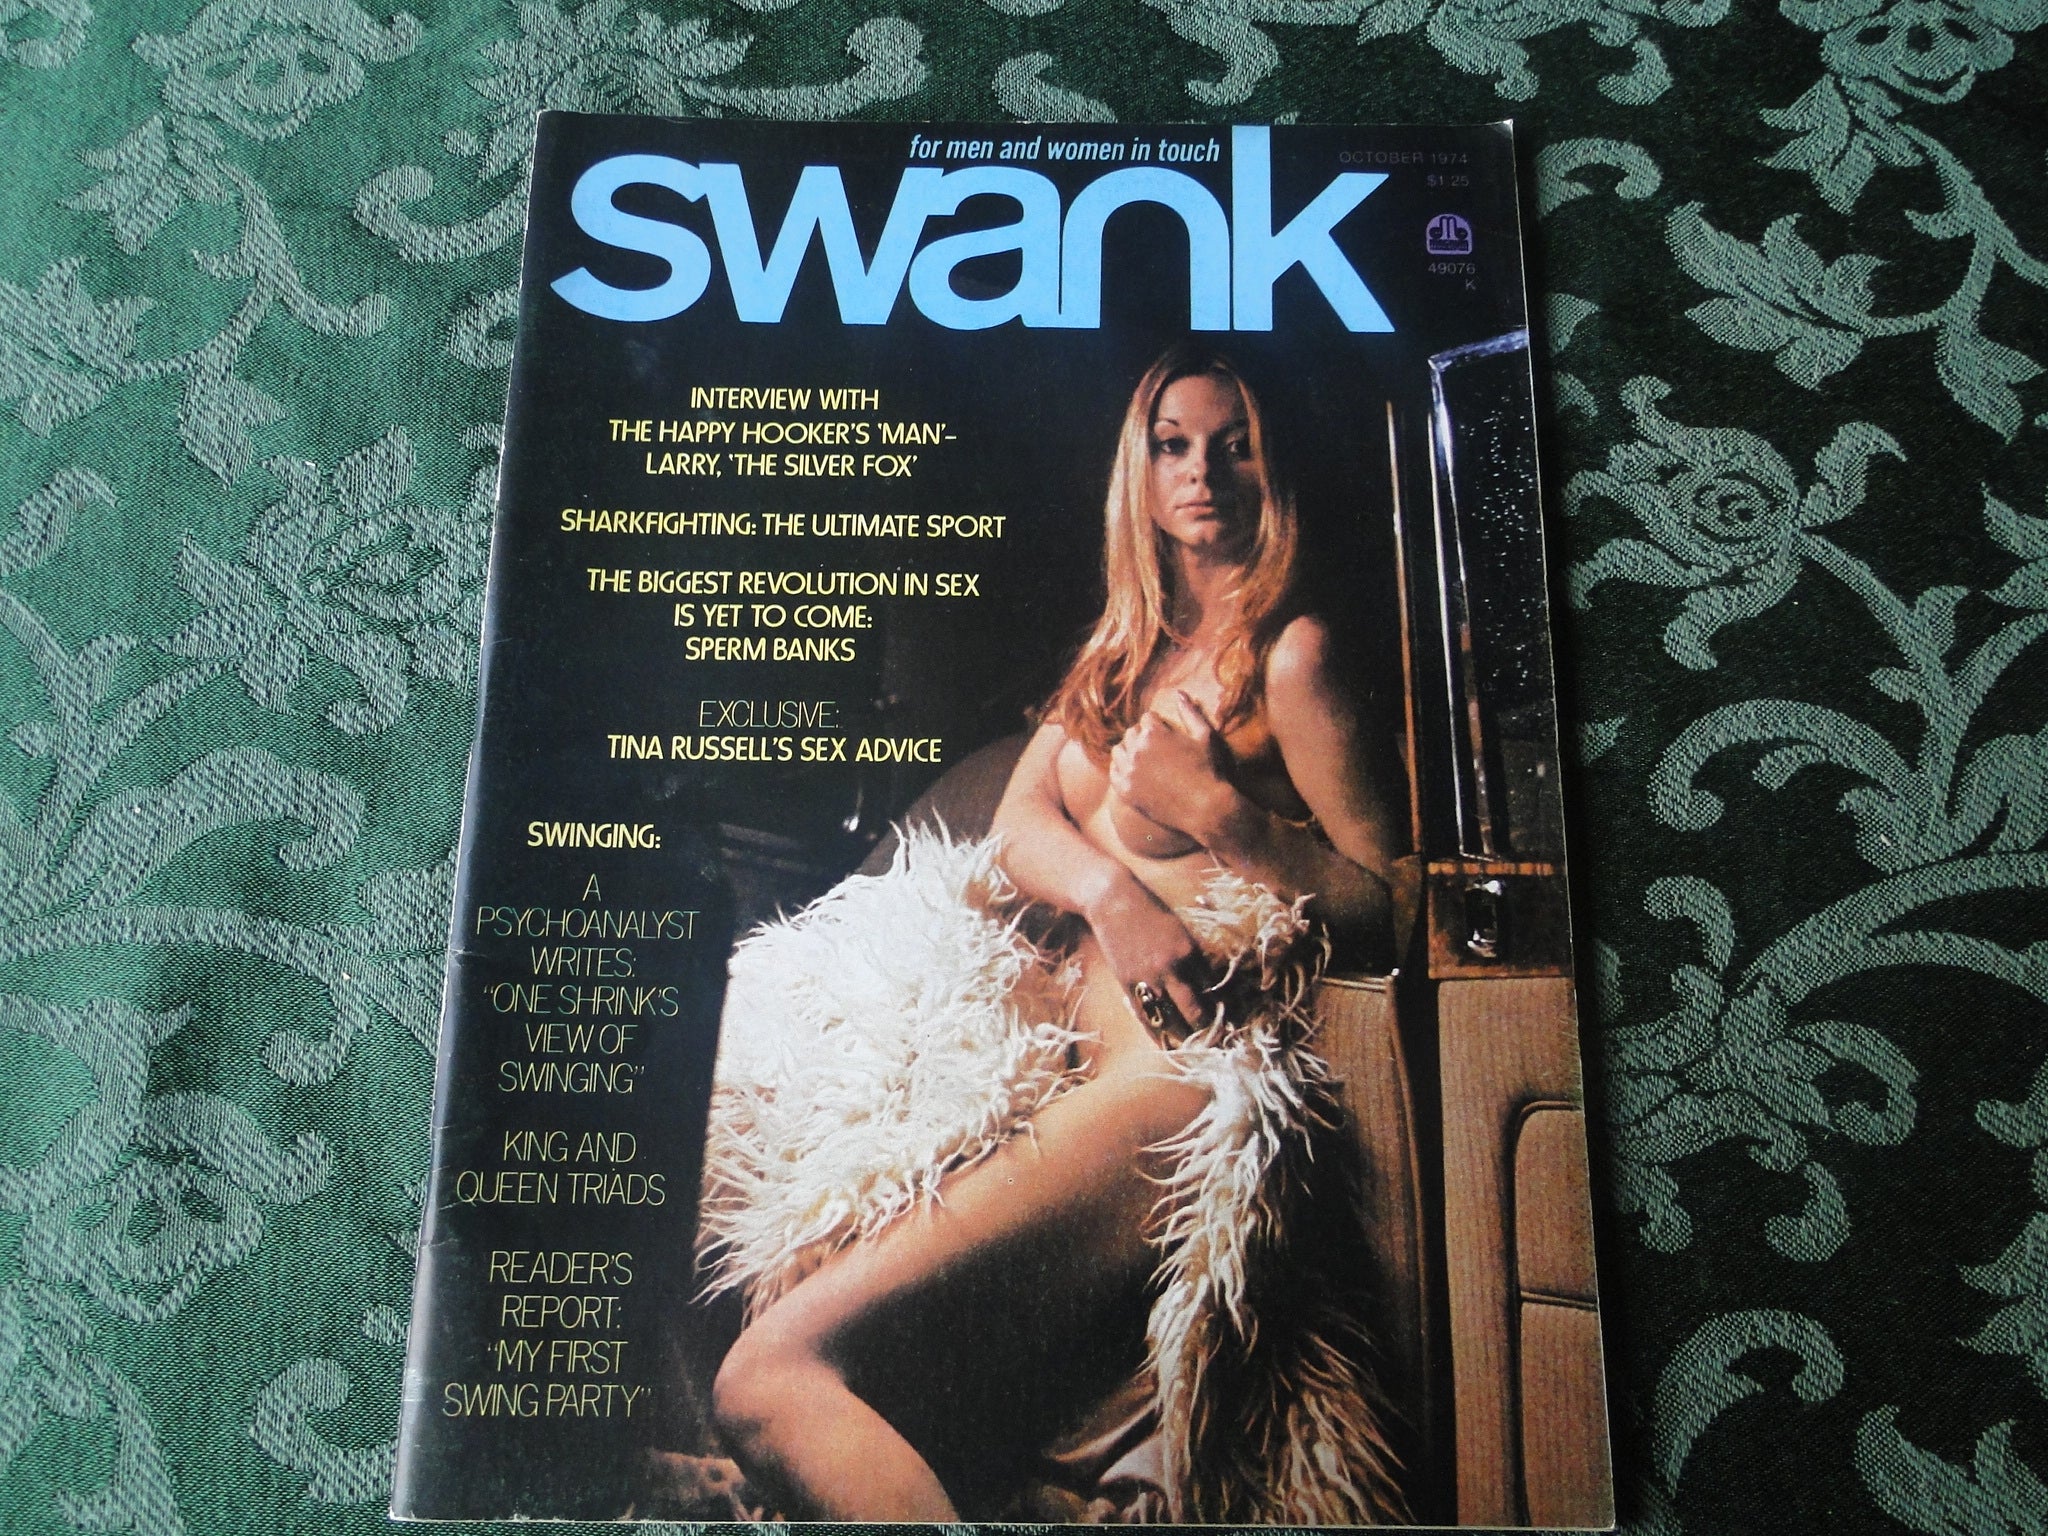 for men and women in touch
swank
OCTOBER 1974
$1.25
49076
K
INTERVIEW WITH
THE HAPPY HOOKER'S 'MAN'–
LARRY, 'THE SILVER FOX'
SHARKFIGHTING: THE ULTIMATE SPORT
THE BIGGEST REVOLUTION IN SEX
IS YET TO COME:
SPERM BANKS
EXCLUSIVE:
TINA RUSSELL'S SEX ADVICE
SWINGING:
A
PSYCHOANALYST
WRITES:
"ONE SHRINK'S
VIEW OF
SWINGING"
KING AND
QUEEN TRIADS
READER'S
REPORT:
"MY FIRST
SWING PARTY"